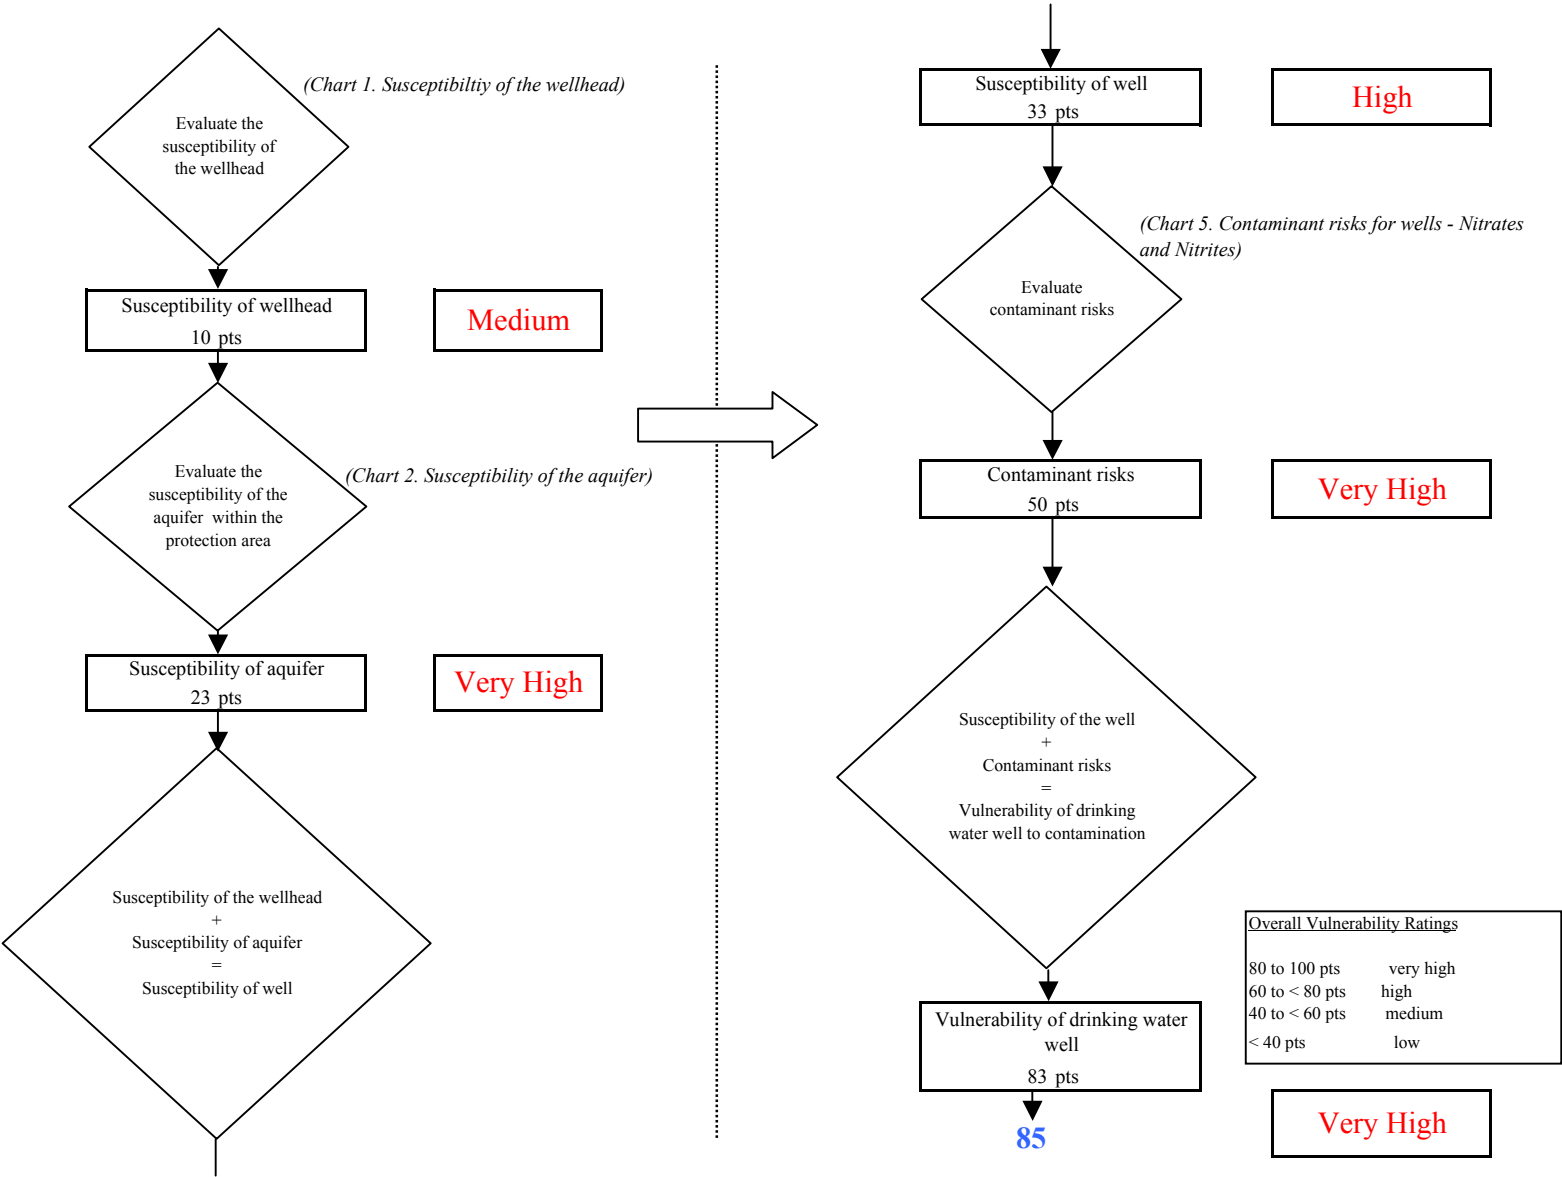 (Chart 1. Susceptibiltiy of the wellhead)
Evaluate the
susceptibility of
the wellhead
Susceptibility of wellhead
10 pts
Medium
Evaluate the
susceptibility of the
aquifer within the
protection area
(Chart 2. Susceptibility of the aquifer)
Susceptibility of aquifer
23 pts
Very High
Susceptibility of the wellhead
+
Susceptibility of aquifer
=
Susceptibility of well
Susceptibility of well
33 pts
High
(Chart 5. Contaminant risks for wells - Nitrates
and Nitrites)
Evaluate
contaminant risks
Contaminant risks
50 pts
Very High
Susceptibility of the well
+
Contaminant risks
=
Vulnerability of drinking
water well to contamination
Overall Vulnerability Ratings
80 to 100 pts very high
60 to < 80 pts high
40 to < 60 pts medium
< 40 pts low
Vulnerability of drinking water
well
83 pts
Very High
85